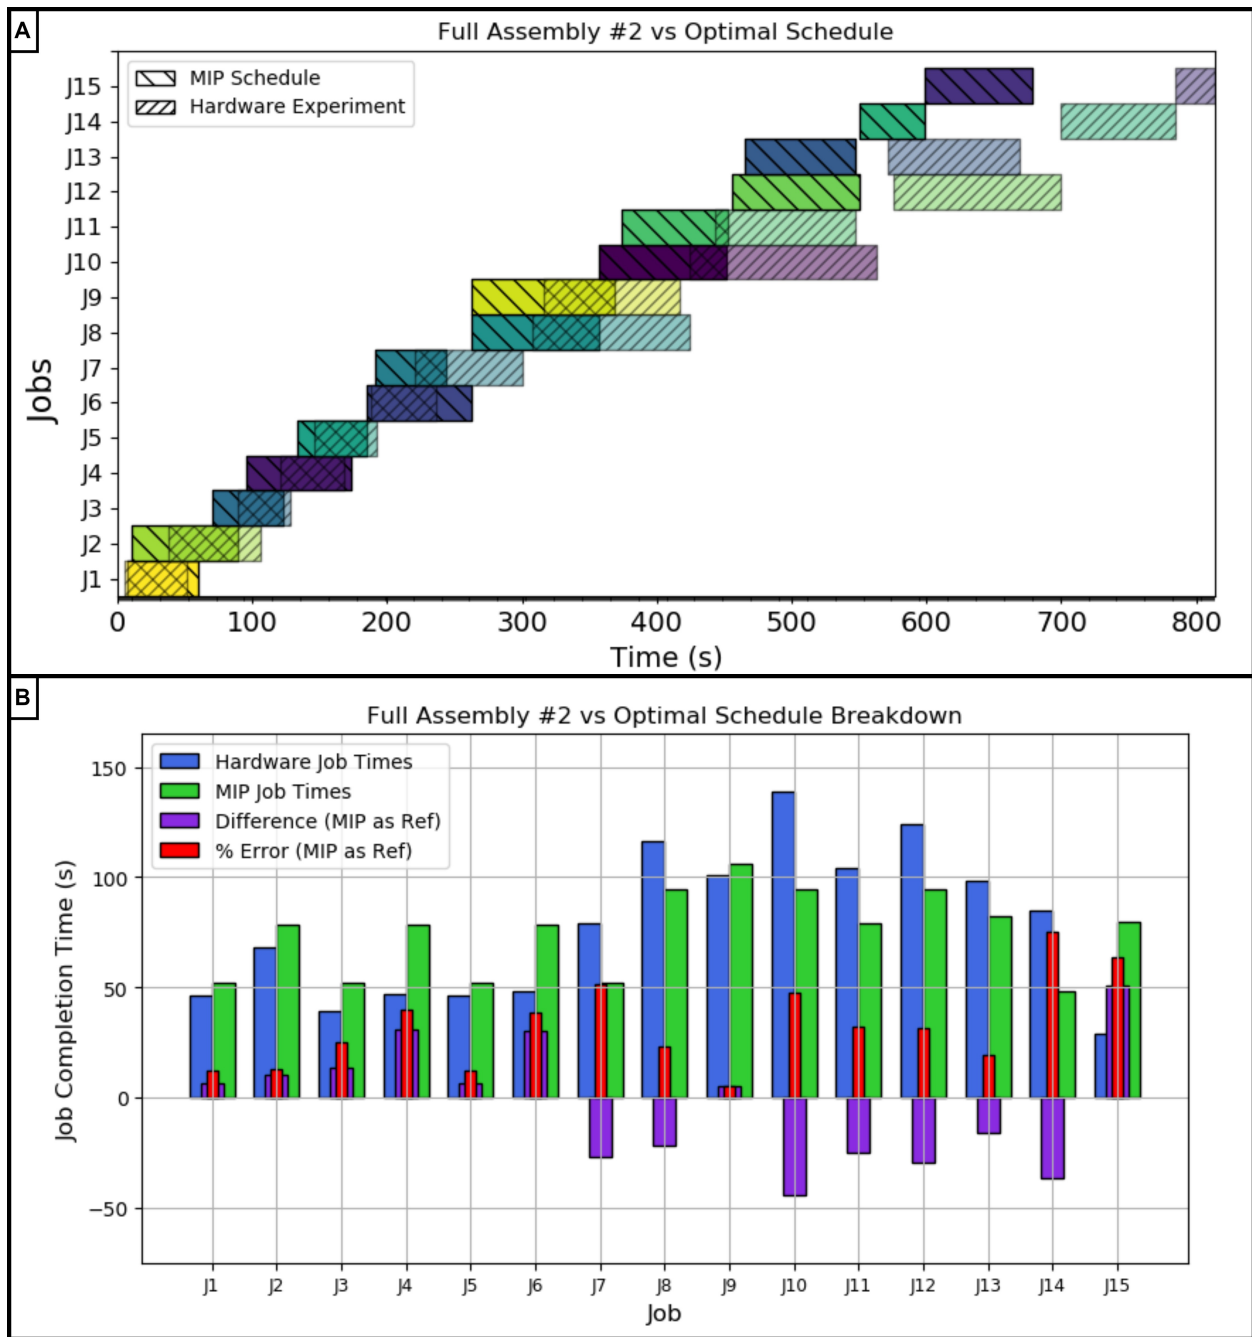 A
Full Assembly #2 vs Optimal Schedule
MIP Schedule
Hardware Experiment
Jobs
J15
J14
J13
J12
J11
J10
J9
J8
J7
J6
J5
J4
J3
J2
J1
0 100 200 300 400 500 600 700 800
Time (s)
B
Full Assembly #2 vs Optimal Schedule Breakdown
Hardware Job Times
MIP Job Times
Difference (MIP as Ref)
% Error (MIP as Ref)
Job Completion Time (s)
150
100
50
0
−50
J1 J2 J3 J4 J5 J6 J7 J8 J9 J10 J11 J12 J13 J14 J15
Job